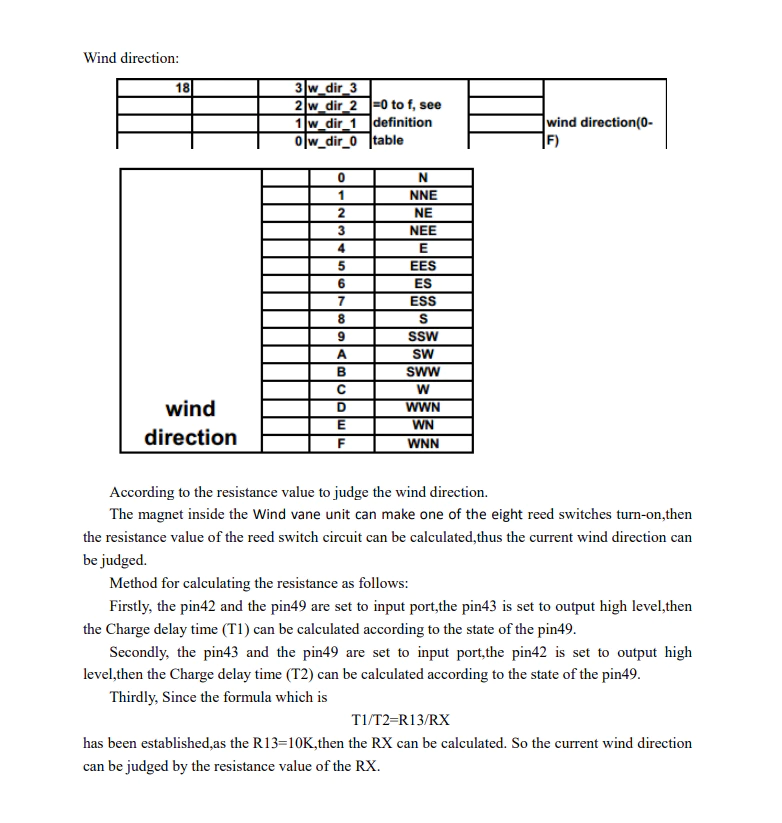 Wind direction:
18 3 w_dir_3
2 w_dir_2 =0 to f, see
1 w_dir_1 definition wind direction(0-
0 w_dir_0 table F)
0 N
1 NNE
2 NE
3 NEE
4 E
5 EES
6 ES
7 ESS
8 S
9 SSW
A SW
B SWW
C W
wind D WWN
E WN
direction F WNN
According to the resistance value to judge the wind direction.
The magnet inside the Wind vane unit can make one of the eight reed switches turn-on,then
the resistance value of the reed switch circuit can be calculated,thus the current wind direction can
be judged.
Method for calculating the resistance as follows:
Firstly, the pin42 and the pin49 are set to input port,the pin43 is set to output high level,then
the Charge delay time (T1) can be calculated according to the state of the pin49.
Secondly, the pin43 and the pin49 are set to input port,the pin42 is set to output high
level,then the Charge delay time (T2) can be calculated according to the state of the pin49.
Thirdly, Since the formula which is
T1/T2=R13/RX
has been established,as the R13=10K,then the RX can be calculated. So the current wind direction
can be judged by the resistance value of the RX.